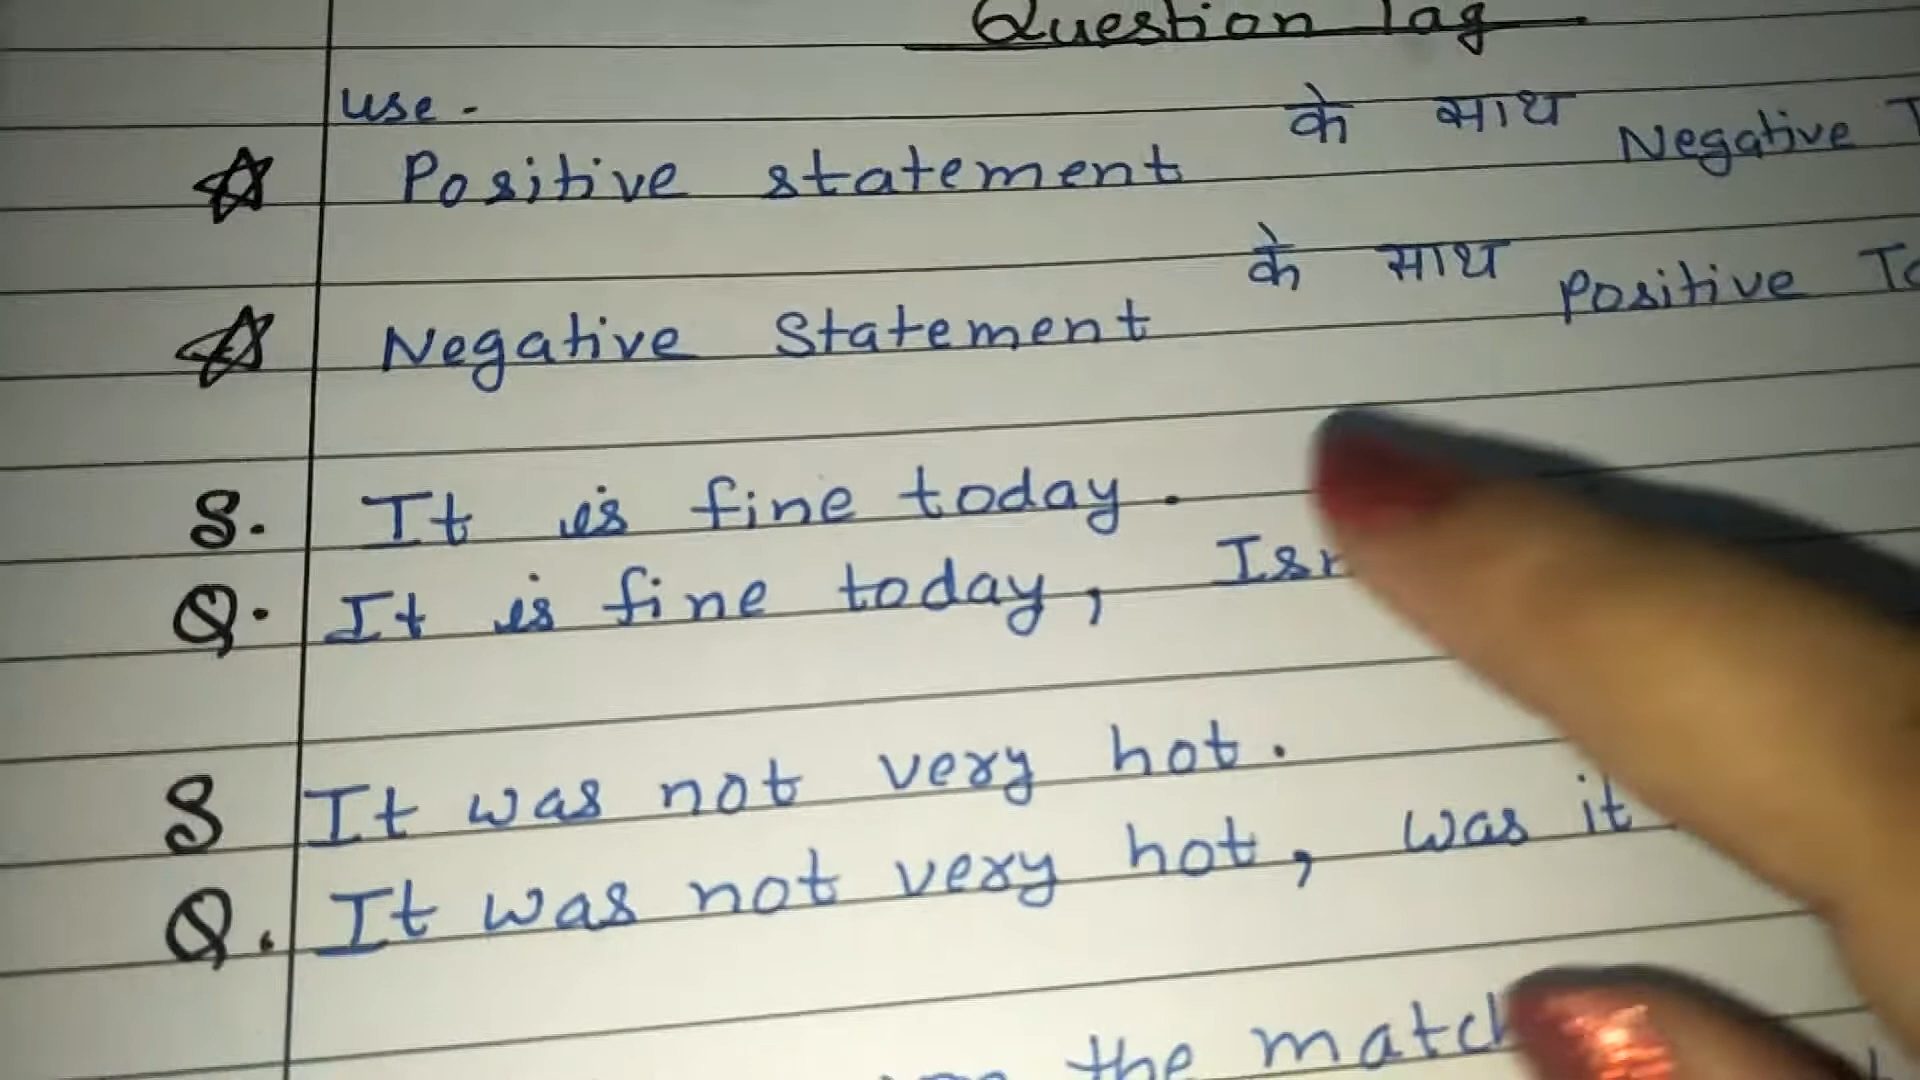 Question Tag
use -
Positive statement के साथ Negative
Negative Statement के साथ Positive
S. It is fine today.
Q. It is fine today,
S It was not very hot.
Q. It was not very hot, was it
the match